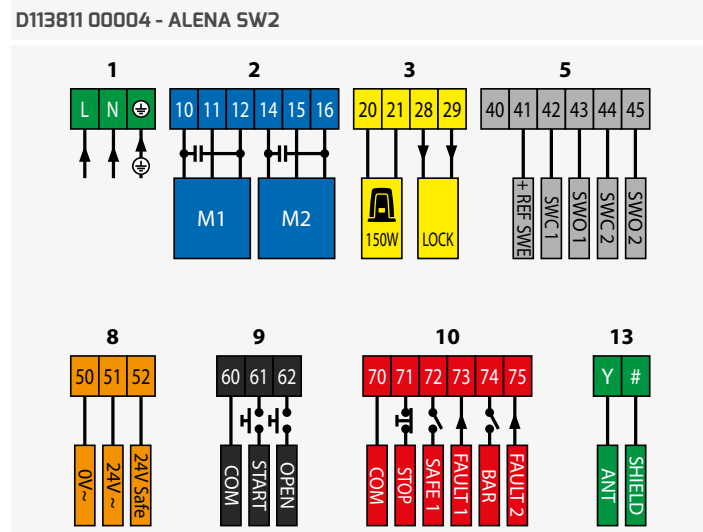 D113811 00004 - ALENA SW2
1 2 3 5
L N 10 11 12 14 15 16 20 21 28 29 40 41 42 43 44 45
M1 M2 150W LOCK + REF SWE SWC 1 SWO 1 SWC 2 SWO 2
8 9 10 13
50 51 52 60 61 62 70 71 72 73 74 75 Y #
0V~ 24V~ 24V Safe COM START OPEN COM STOP SAFE 1 FAULT 1 BAR FAULT 2 ANT SHIELD